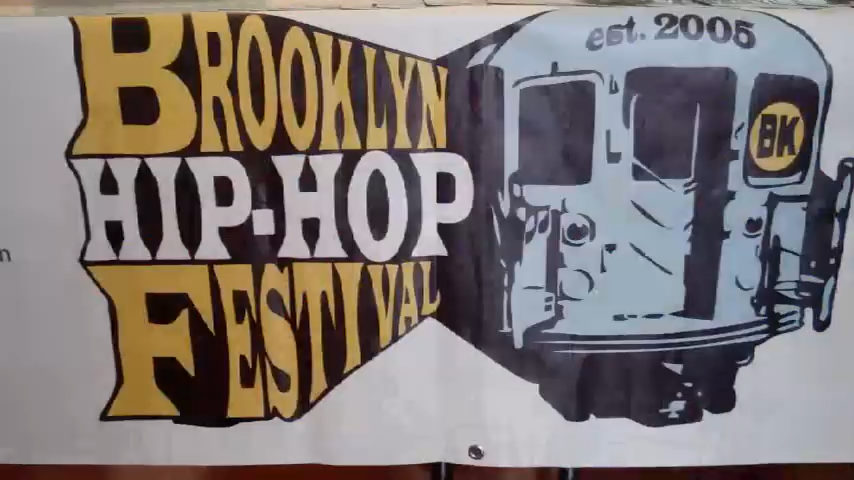 BROOKLYN
HIP-HOP
FESTIVAL
est. 2005
BK
n